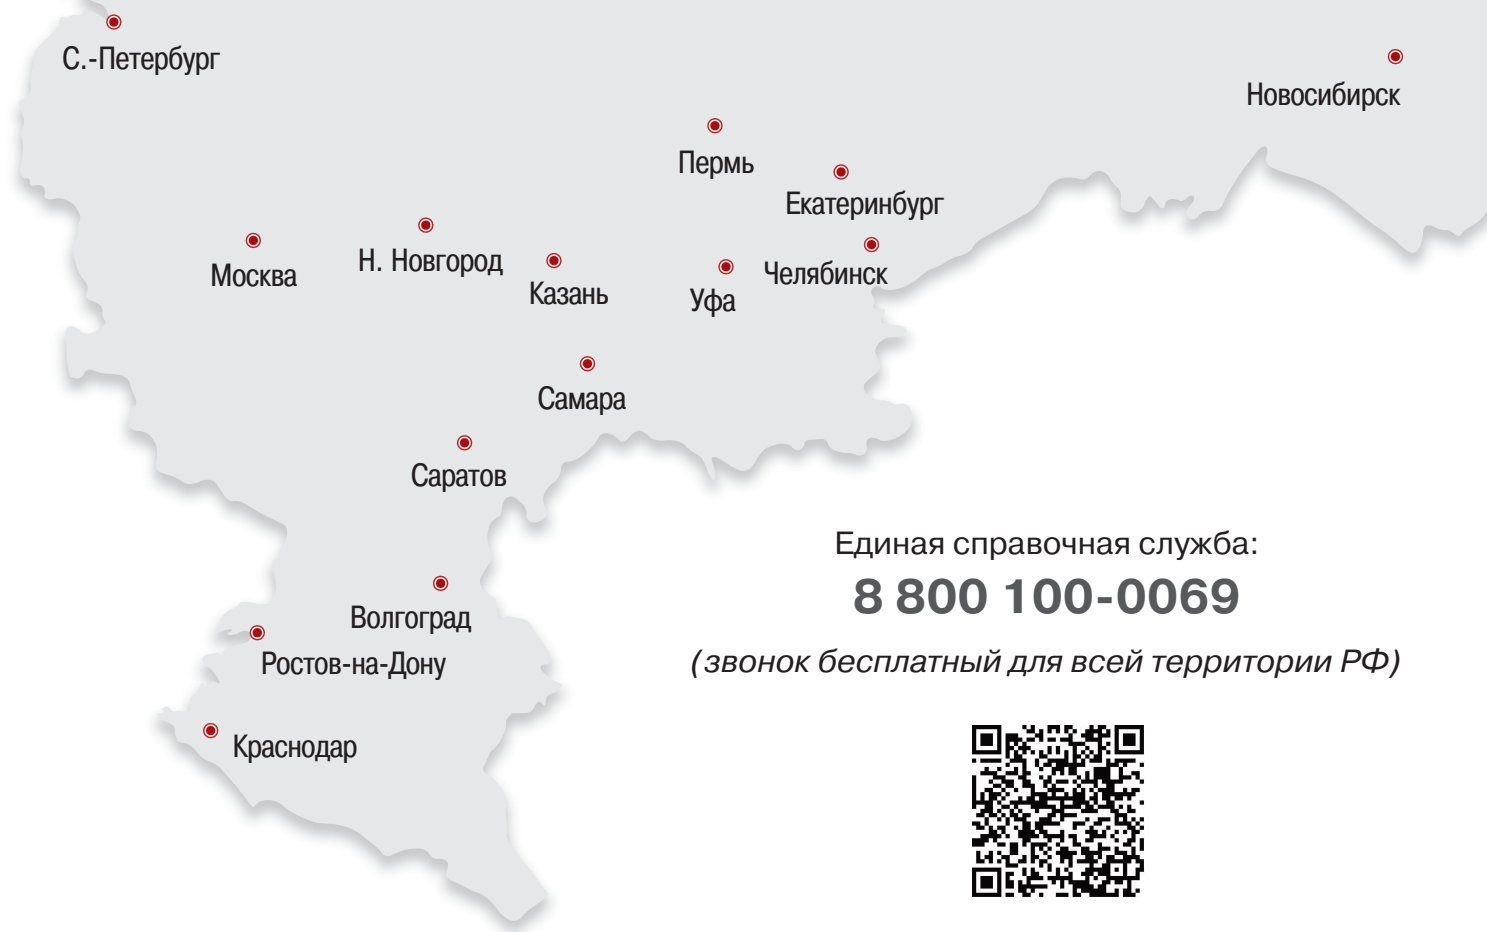 С.-Петербург
Новосибирск
Пермь
Екатеринбург
Москва
Н. Новгород
Казань
Уфа
Челябинск
Самара
Саратов
Волгоград
Ростов-на-Дону
Краснодар
Единая справочная служба:
8 800 100-0069
(звонок бесплатный для всей территории РФ)